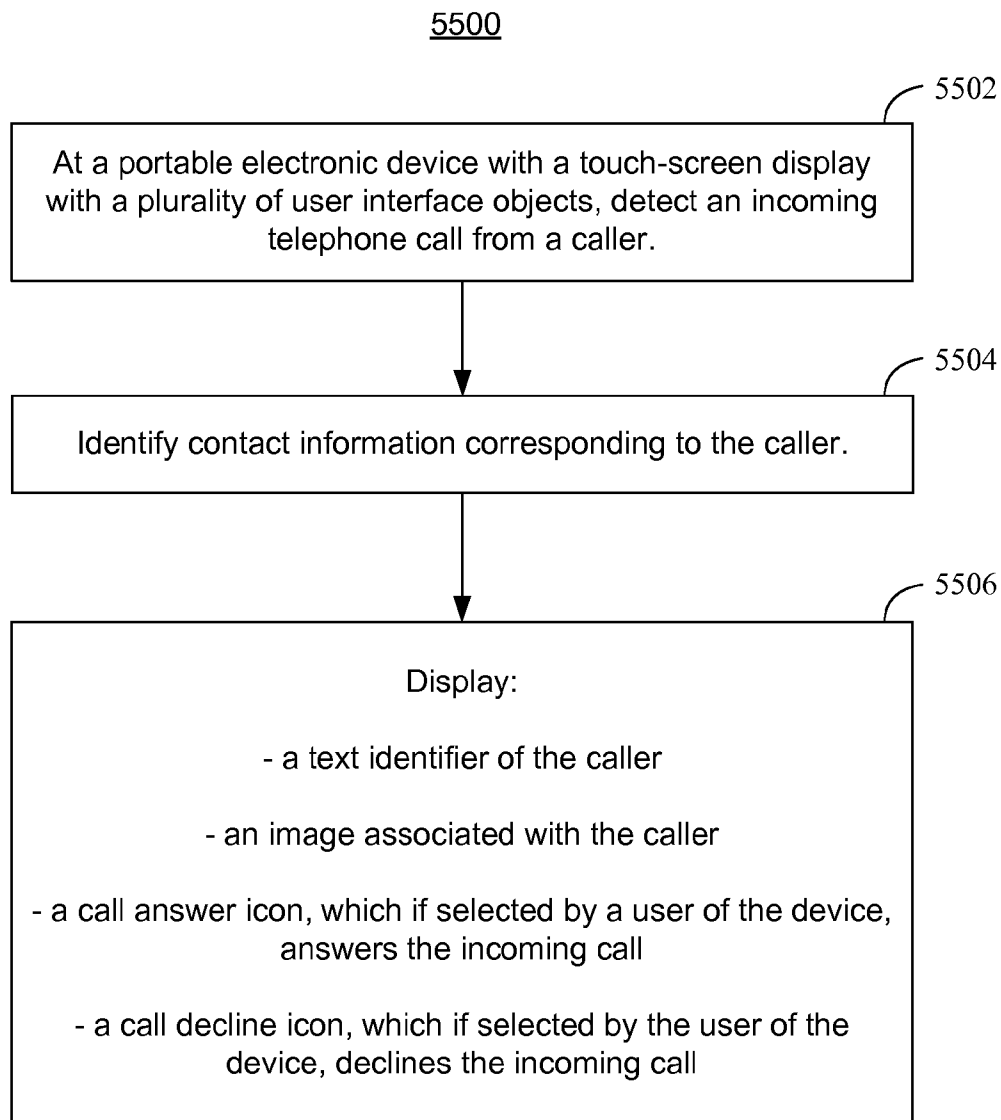 5500
5502
At a portable electronic device with a touch-screen display
with a plurality of user interface objects, detect an incoming
telephone call from a caller.
5504
Identify contact information corresponding to the caller.
5506
Display:
- a text identifier of the caller
- an image associated with the caller
- a call answer icon, which if selected by a user of the device,
answers the incoming call
- a call decline icon, which if selected by the user of the
device, declines the incoming call